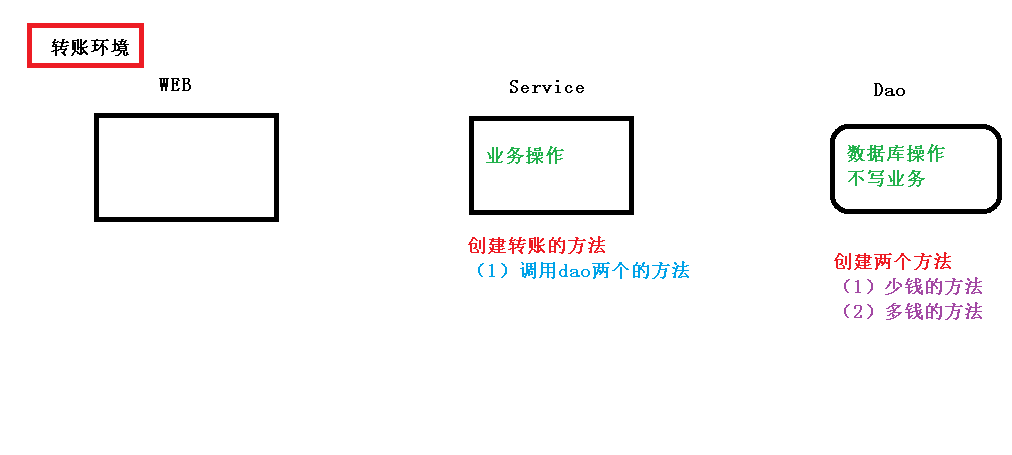 转账环境
WEB
Service
Dao
业务操作
数据库操作
不写业务
创建转账的方法
（1）调用dao两个的方法
创建两个方法
（1）少钱的方法
（2）多钱的方法